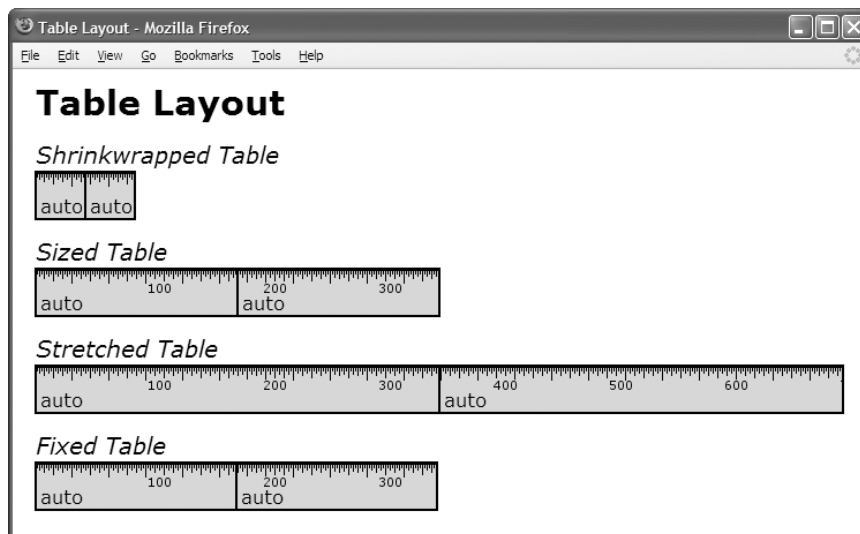 Table Layout - Mozilla Firefox
File Edit View Go Bookmarks Tools Help
Table Layout
Shrinkwrapped Table
auto auto
Sized Table
100 200 300
auto auto
Stretched Table
100 200 300 400 500 600
auto auto
Fixed Table
100 200 300
auto auto